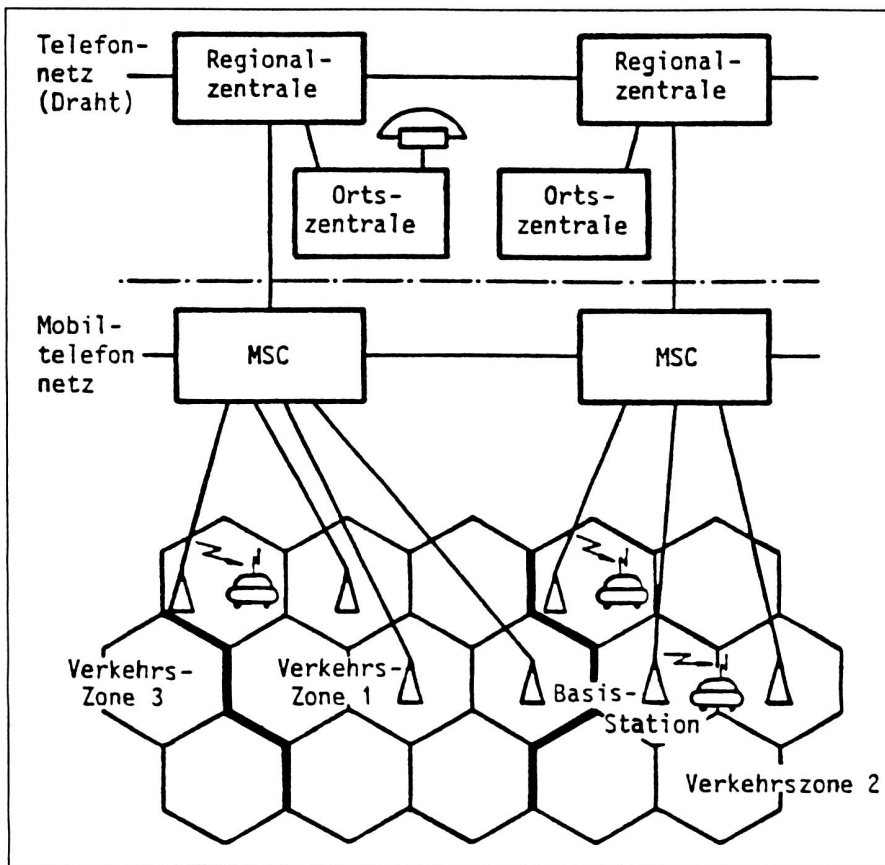 Telefon-
netz
(Draht)
Regional-
zentrale
Regional-
zentrale
Orts-
zentrale
Orts-
zentrale
Mobil-
telefon
netz
MSC
MSC
Verkehrs-
Zone 3
Verkehrs-
Zone 1
Basis-
Station
Verkehrszone 2